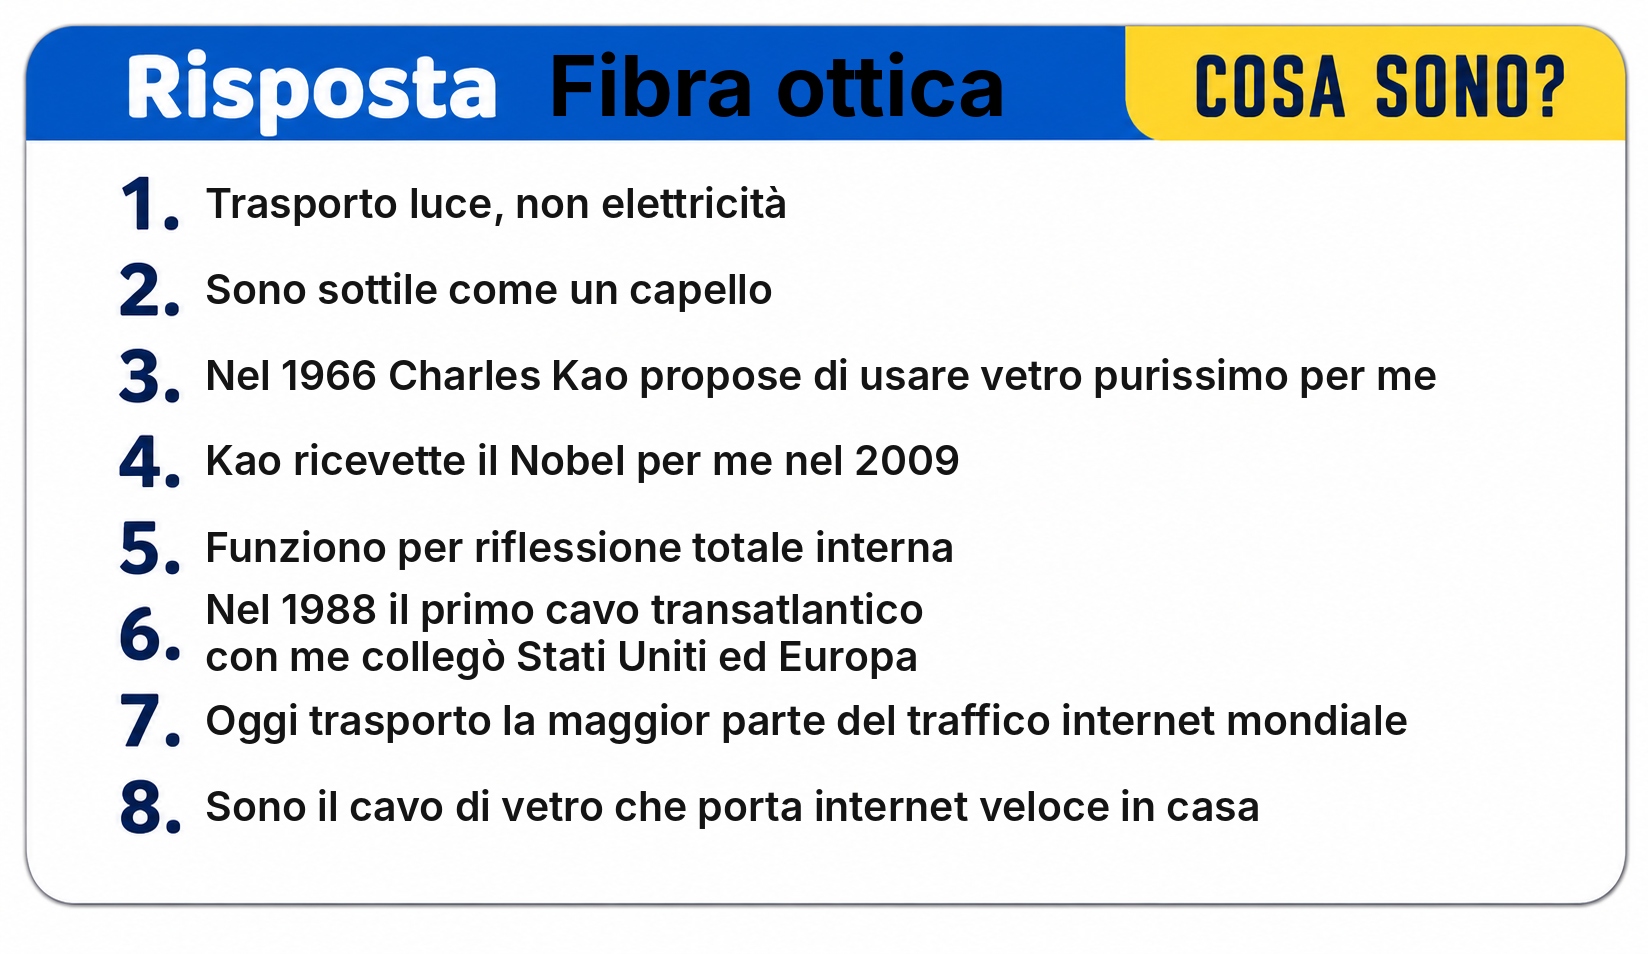 Risposta Fibra ottica COSA SONO?
1. Trasporto luce, non elettricità
2. Sono sottile come un capello
3. Nel 1966 Charles Kao propose di usare vetro purissimo per me
4. Kao ricevette il Nobel per me nel 2009
5. Funziono per riflessione totale interna
6. Nel 1988 il primo cavo transatlantico
con me collegò Stati Uniti ed Europa
7. Oggi trasporto la maggior parte del traffico internet mondiale
8. Sono il cavo di vetro che porta internet veloce in casa